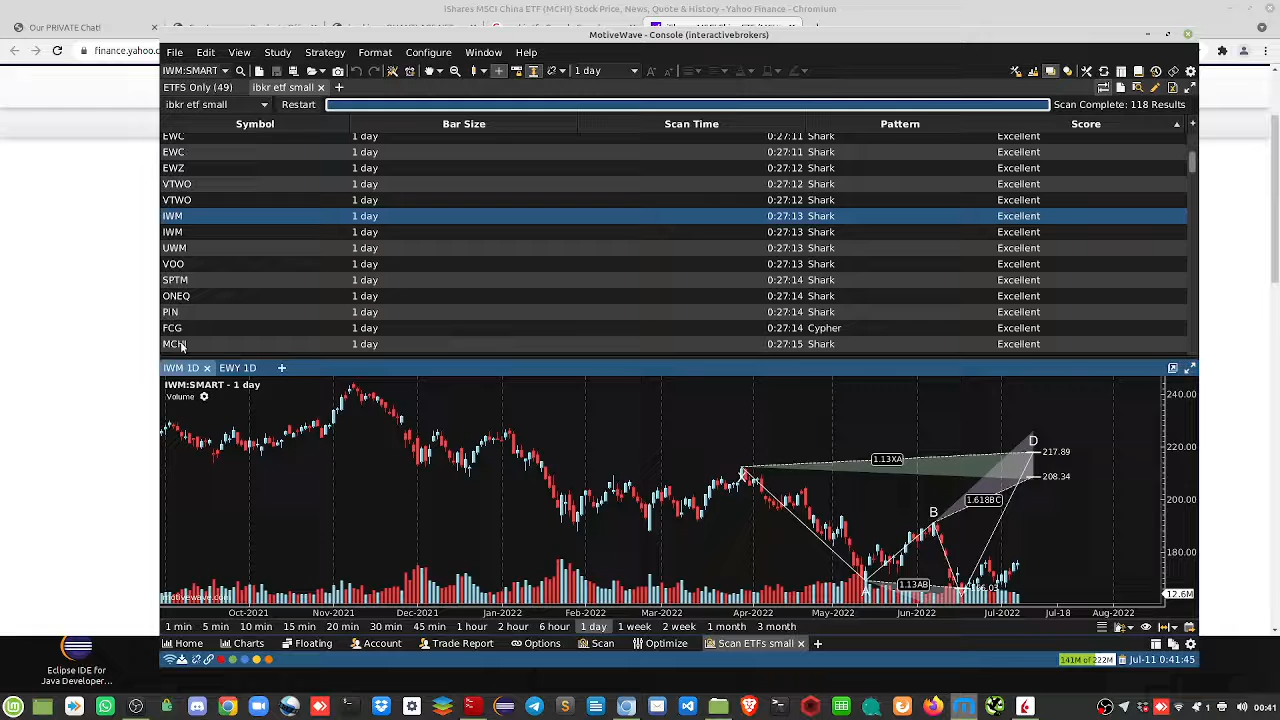 iShares MSCI China ETF (MCHI) Stock Price, News, Quote & History - Yahoo Finance - Chromium
Our PRIVATE Chat!
finance.yahoo.c
MotiveWave - Console (interactivebrokers)
File Edit View Study Strategy Format Configure Window Help
IWM:SMART 1 day
ETFS Only (49) ibkr etf small
ibkr etf small Restart Scan Complete: 118 Results
Symbol Bar Size Scan Time Pattern Score
EWC 1 day 0:27:11 Shark Excellent
EWC 1 day 0:27:11 Shark Excellent
EWZ 1 day 0:27:12 Shark Excellent
VTWO 1 day 0:27:12 Shark Excellent
VTWO 1 day 0:27:12 Shark Excellent
IWM 1 day 0:27:13 Shark Excellent
IWM 1 day 0:27:13 Shark Excellent
UWM 1 day 0:27:13 Shark Excellent
VOO 1 day 0:27:13 Shark Excellent
SPTM 1 day 0:27:14 Shark Excellent
ONEQ 1 day 0:27:14 Shark Excellent
PIN 1 day 0:27:14 Shark Excellent
FCG 1 day 0:27:14 Cypher Excellent
MCHI 1 day 0:27:15 Shark Excellent
IWM 1D EWY 1D
IWM:SMART - 1 day
Volume
240.00
D
217.89
220.00
1.13XA
208.34
1.618BC
200.00
B
180.00
1.13AB
12.6M
motivewave.com
Oct-2021 Nov-2021 Dec-2021 Jan-2022 Feb-2022 Mar-2022 Apr-2022 May-2022 Jun-2022 Jul-2022 Jul-18 Aug-2022
1 min 5 min 10 min 15 min 20 min 30 min 45 min 1 hour 2 hour 6 hour 1 day 1 week 2 week 1 month 3 month
Home Charts Floating Account Trade Report Options Scan Optimize Scan ETFs small
141M of 222M Jul-11 0:41:45
Eclipse IDE for
Java Developer...
1 00:41